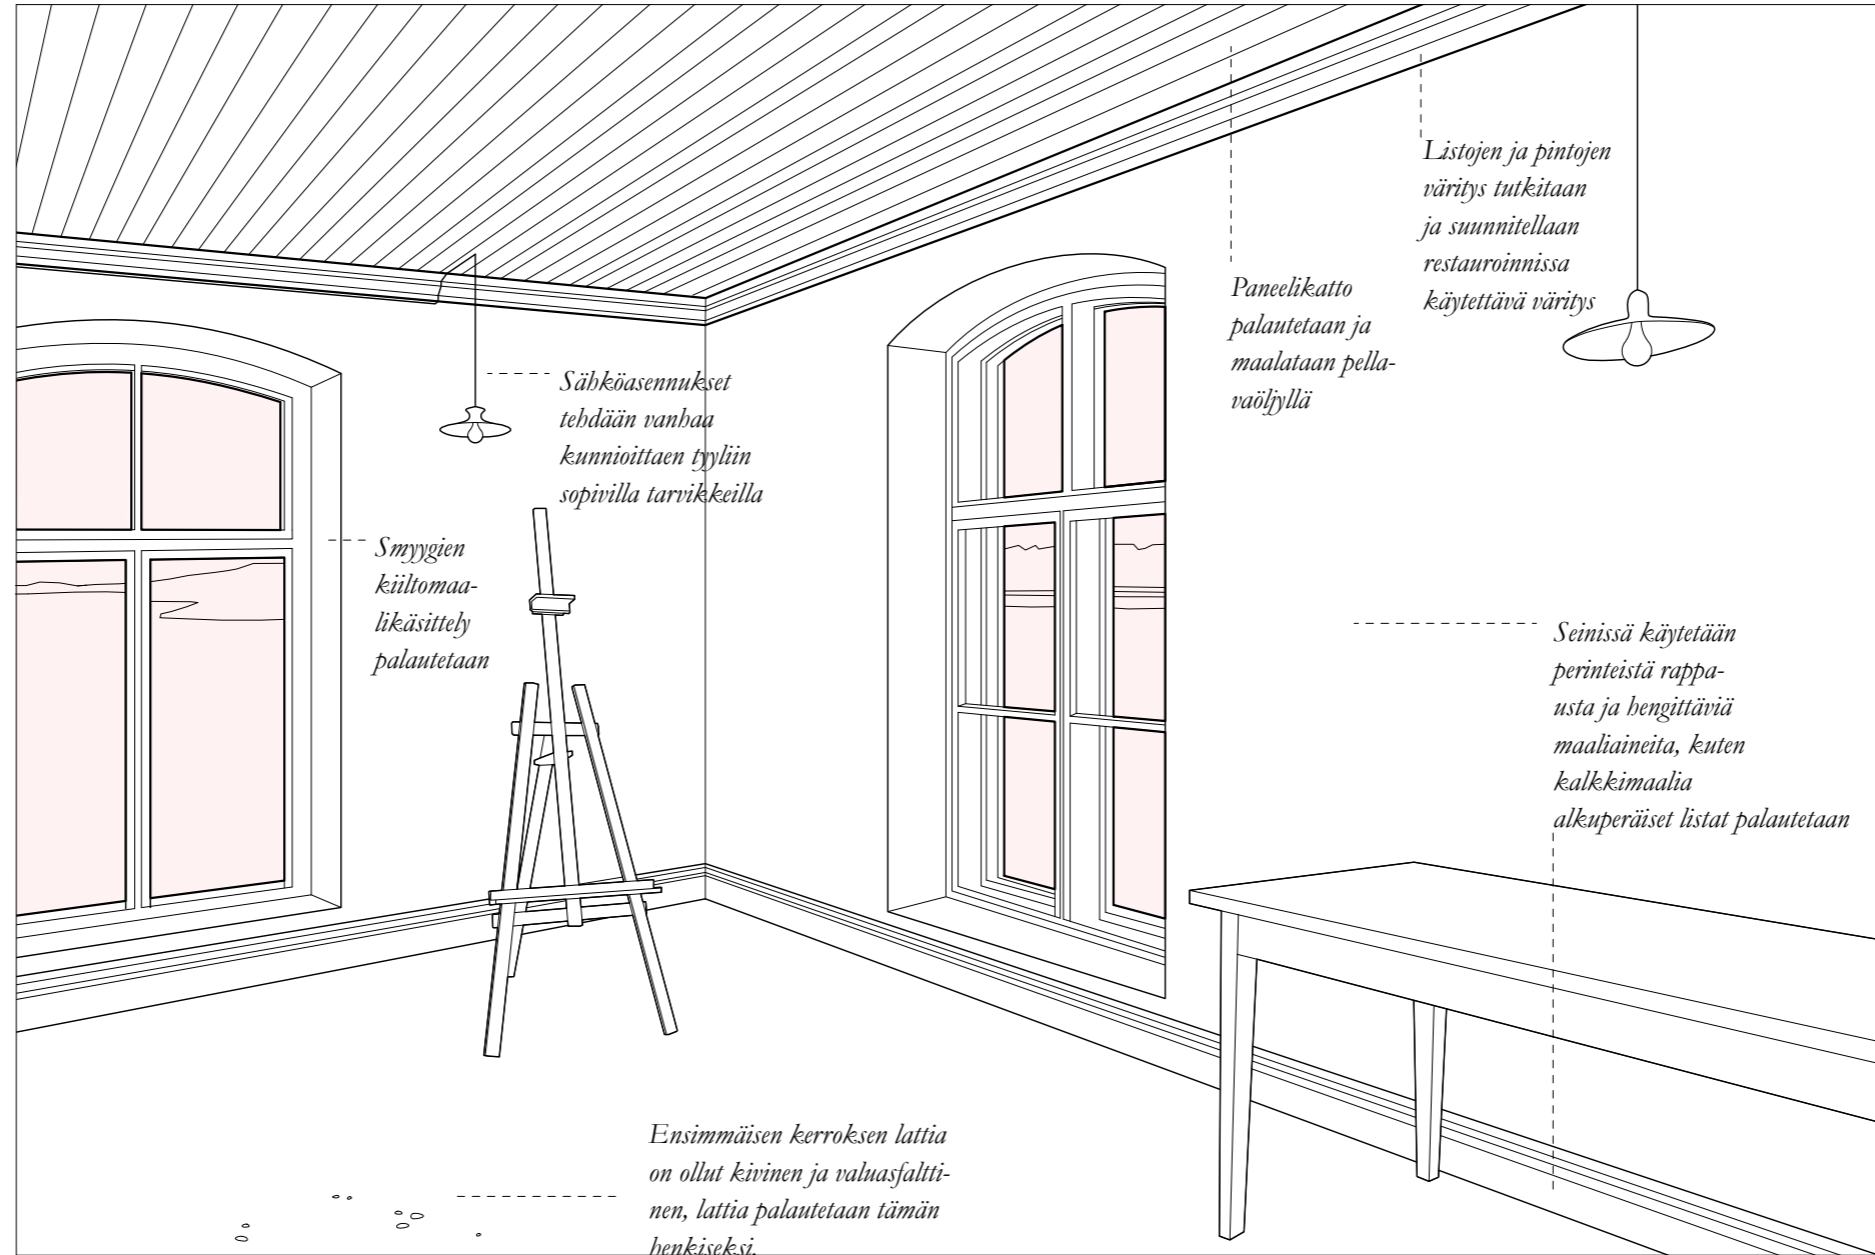 Listojen ja pintojen
väritys tutkitaan
ja suunnitellaan
restauroinnissa
käytettävä väritys
Paneelikatto
palautetaan ja
maalataan pella-
vaöljyllä
Sähköasennukset
tehdään vanhaa
kunnioittaen tyyliin
sopivilla tarvikkeilla
Smyygien
kiiltomaa-
likäsittely
palautetaan
Seinissä käytetään
perinteistä rappa-
usta ja hengittäviä
maaliaineita, kuten
kalkkimaalia
alkuperäiset listat palautetaan
Ensimmäisen kerroksen lattia
on ollut kivinen ja valuasfaltti-
nen, lattia palautetaan tämän
henkiseksi.